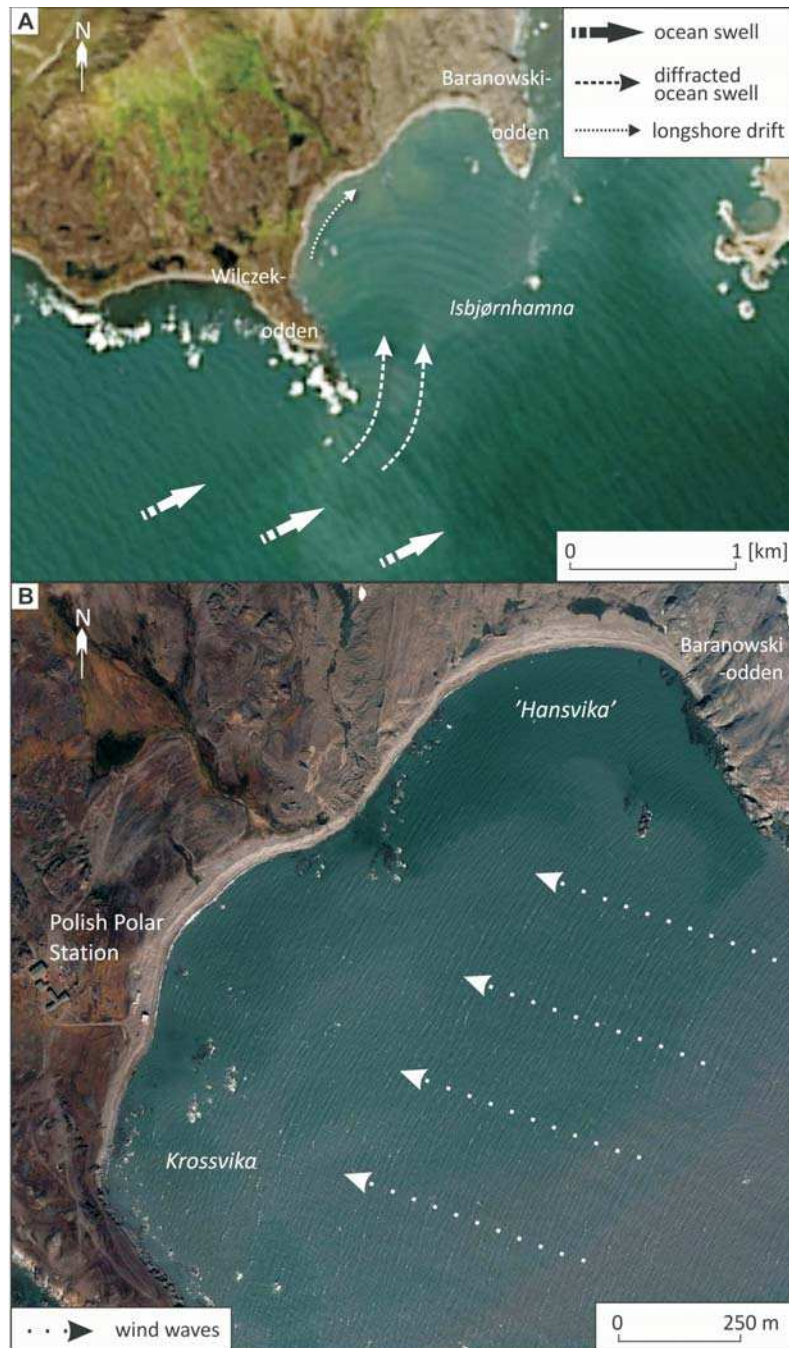 A
N
Baranowski-
odden
ocean swell
diffracted
ocean swell
longshore drift
Wilczek-
odden
Isbjørnhamna
0 1 [km]
B
N
Baranowski
-odden
'Hansvika'
Polish Polar
Station
Krossvika
wind waves
0 250 m